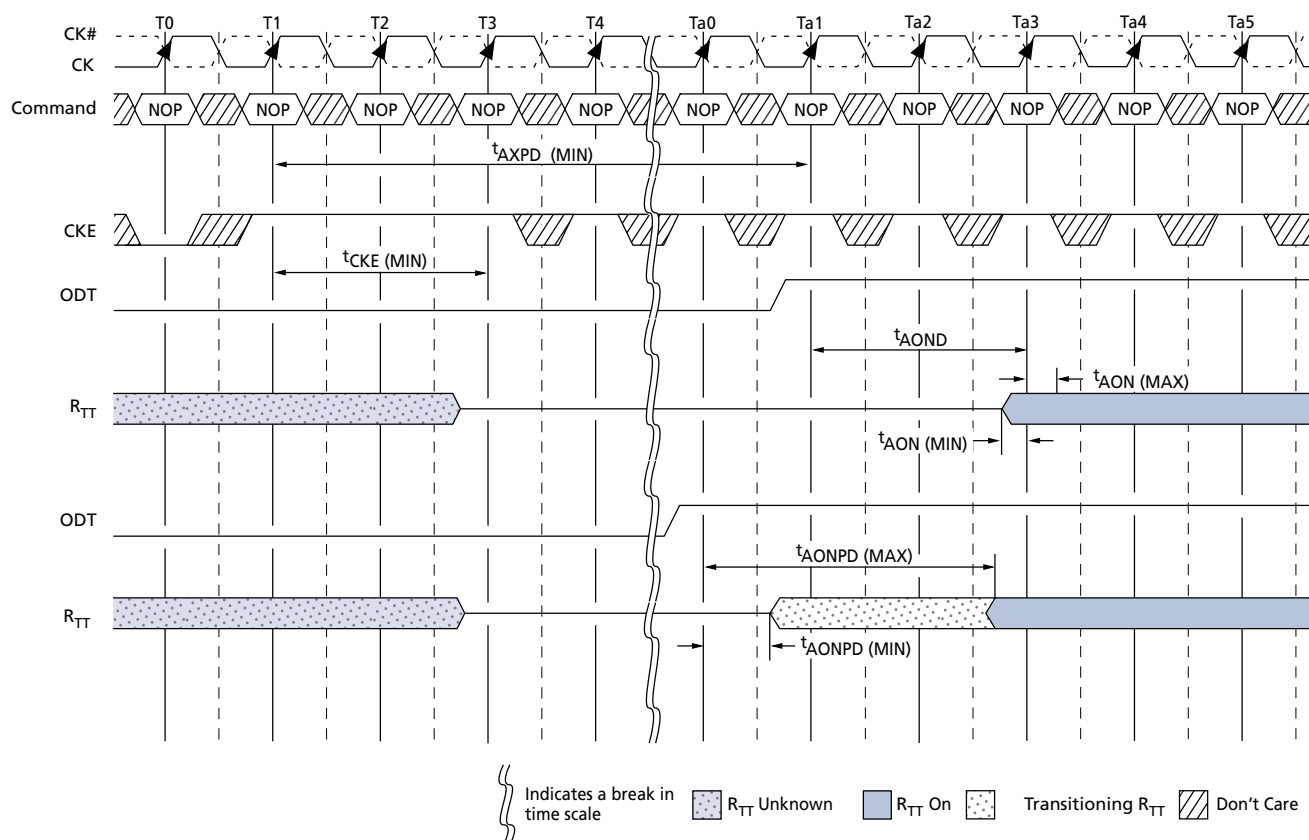 T0 T1 T2 T3 T4 Ta0 Ta1 Ta2 Ta3 Ta4 Ta5
CK#
CK
Command NOP NOP NOP NOP NOP NOP NOP NOP NOP NOP NOP
tAXPD (MIN)
CKE
tCKE (MIN)
ODT
tAOND
tAON (MAX)
RTT
tAON (MIN)
ODT
tAONPD (MAX)
RTT
tAONPD (MIN)
Indicates a break in
time scale
RTT Unknown
RTT On
Transitioning RTT
Don't Care